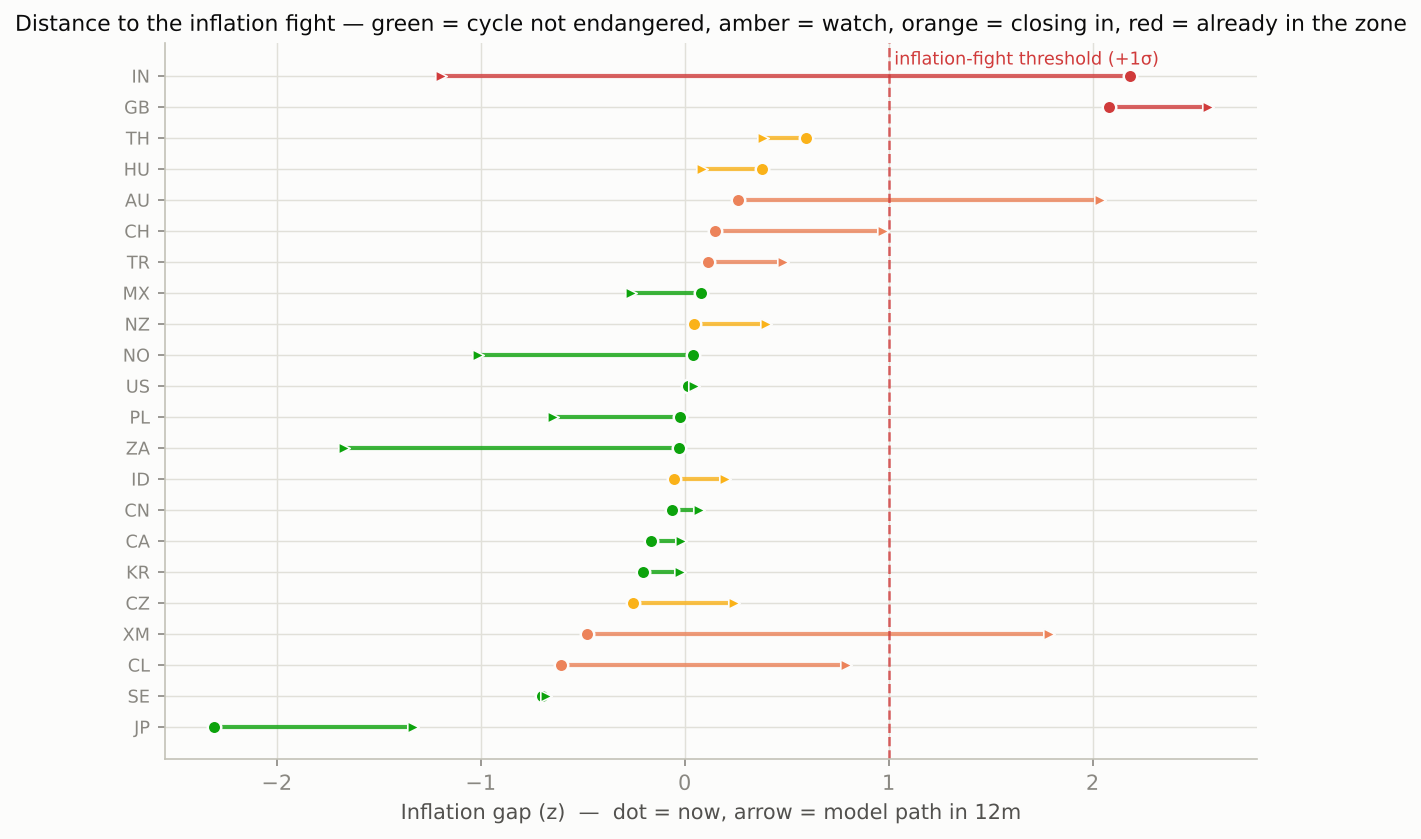 Distance to the inflation fight — green = cycle not endangered, amber = watch, orange = closing in, red = already in the zone
inflation-fight threshold (+1σ)
IN
GB
TH
HU
AU
CH
TR
MX
NZ
NO
US
PL
ZA
ID
CN
CA
KR
CZ
XM
CL
SE
JP
−2
−1
0
1
2
Inflation gap (z) — dot = now, arrow = model path in 12m